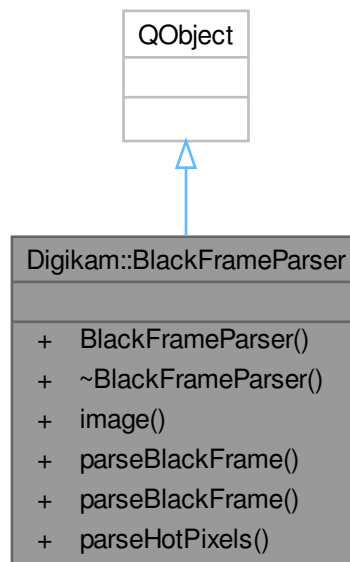 QObject
Digikam::BlackFrameParser
+ BlackFrameParser()
+ ~BlackFrameParser()
+ image()
+ parseBlackFrame()
+ parseBlackFrame()
+ parseHotPixels()